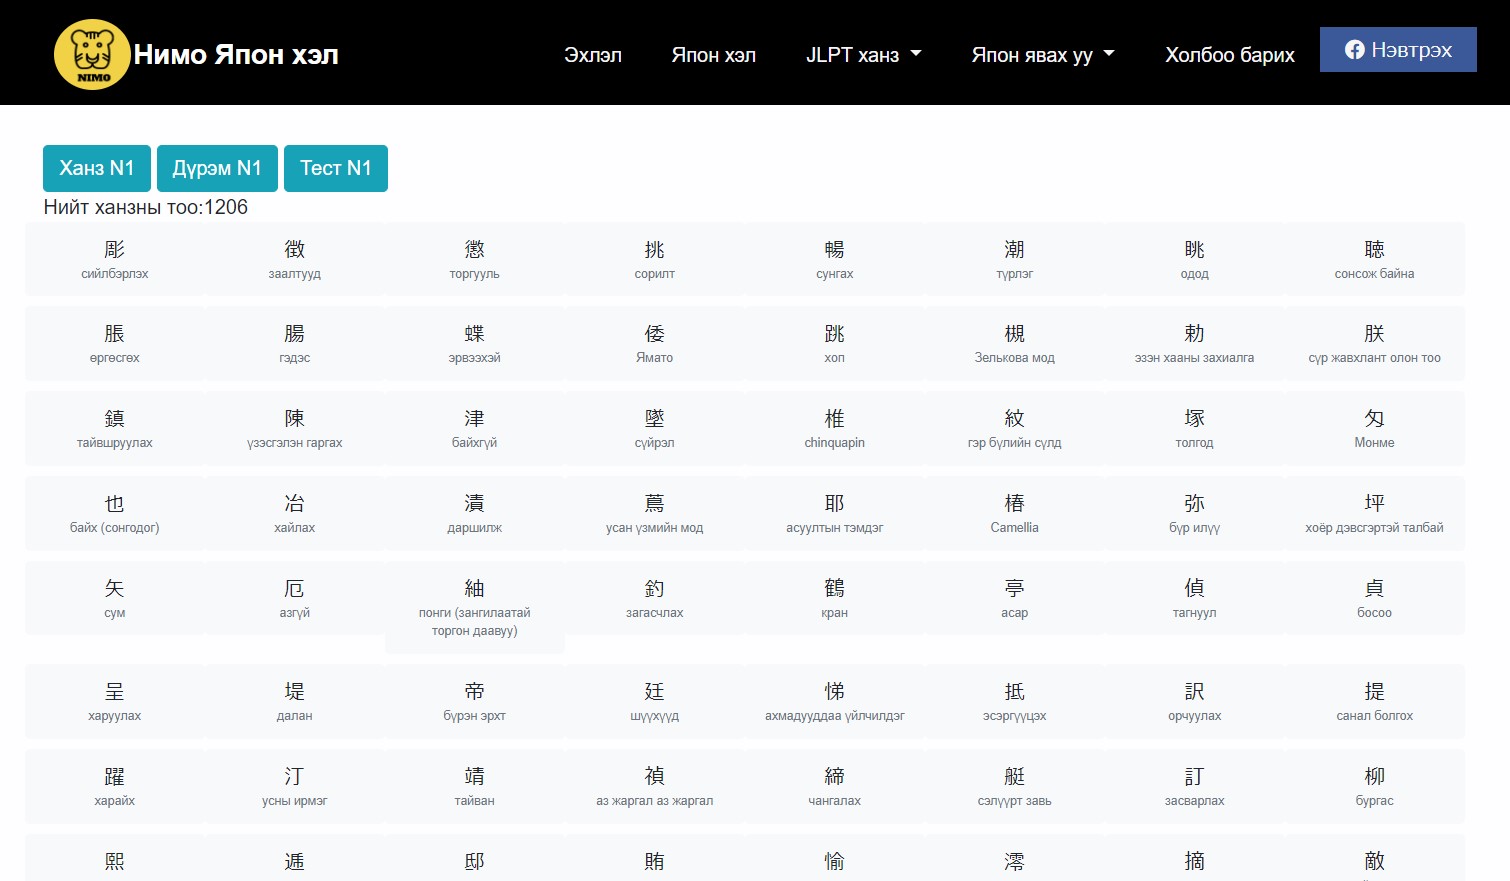 NIMO
Нимо Япон хэл
Эхлэл
Япон хэл
JLPT ханз
Япон явах уу
Холбоо барих
Нэвтрэх
Ханз N1
Дүрэм N1
Тест N1
Нийт ханзны тоо:1206
彫 徴 懲 挑 暢 潮 眺 聴
сийлбэрлэх заалтууд торгууль сорилт сунгах түрлэг одод сонсож байна
脹 腸 蝶 倭 跳 槻 勅 朕
өргөсгөх гэдэс эрвээхэй Ямато хоп Зелькова мод эзэн хааны захиалга сүр жавхлант олон тоо
鎮 陳 津 墜 椎 紋 塚 匁
тайвшруулах үзэсгэлэн гаргах байхгүй сүйрэл chinquapin гэр бүлийн сүлд толгод Монме
也 冶 漬 蔦 耶 椿 弥 坪
байх (сонгодог) хайлах даршилж усан үзмийн мод асуултын тэмдэг Camellia бүр илүү хоёр дэвсгэртэй талбай
矢 厄 紬 釣 鶴 亭 偵 貞
сум азгүй понги (зангилаатай торгон даавуу) загасчлах кран асар тагнуул босоо
呈 堤 帝 廷 悌 抵 訳 提
харуулах далан бүрэн эрхт шүүхүүд ахмадууддаа үйлчилдэг эсэргүүцэх орчуулах санал болгох
躍 汀 靖 禎 締 艇 訂 柳
харайх усны ирмэг тайван аз жаргал аз жаргал чангалах сэлүүрт завь засварлах бургас
熙 逓 邸 賄 愉 澪 摘 敵